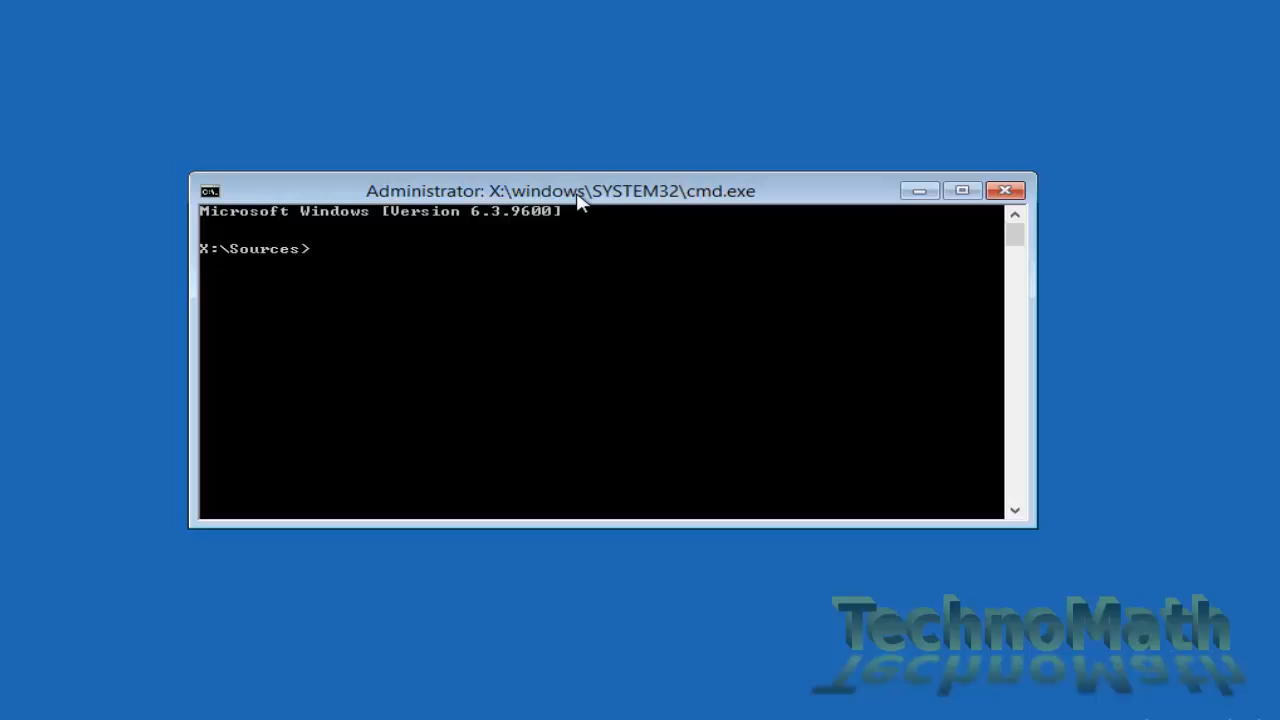 C:\.
Administrator: X:\windows\SYSTEM32\cmd.exe
Microsoft Windows [Version 6.3.9600]
X:\Sources>
TechnoMath